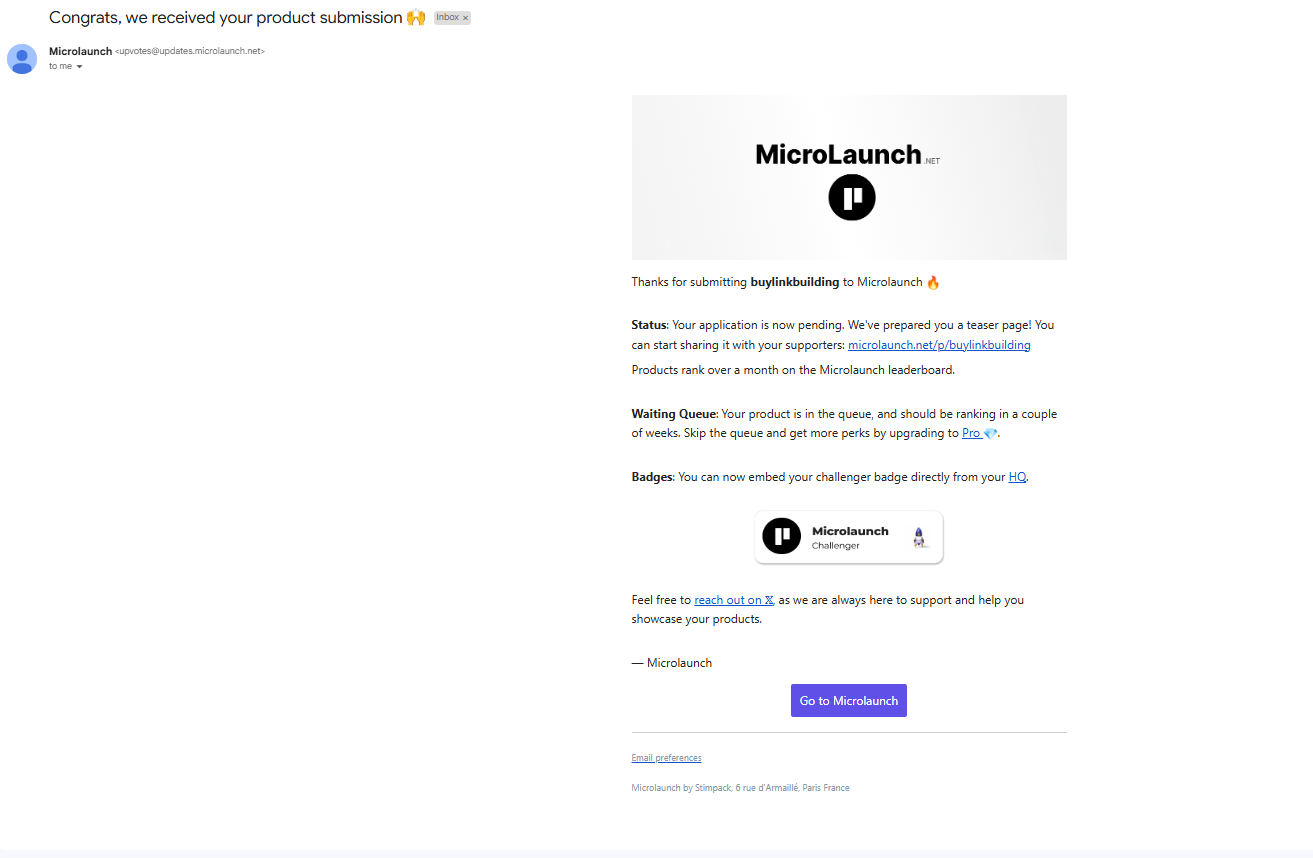 Congrats, we received your product submission 🙌 Inbox x
Microlaunch <upvotes@updates.microlaunch.net>
to me
MicroLaunch.NET
Thanks for submitting buylinkbuilding to Microlaunch 🔥
Status: Your application is now pending. We've prepared you a teaser page! You
can start sharing it with your supporters: microlaunch.net/p/buylinkbuilding
Products rank over a month on the Microlaunch leaderboard.
Waiting Queue: Your product is in the queue, and should be ranking in a couple
of weeks. Skip the queue and get more perks by upgrading to Pro 💎.
Badges: You can now embed your challenger badge directly from your HQ.
Microlaunch
Challenger
Feel free to reach out on 𝕏, as we are always here to support and help you
showcase your products.
— Microlaunch
Go to Microlaunch
Email preferences
Microlaunch by Stimpack, 6 rue d'Armaillé, Paris France